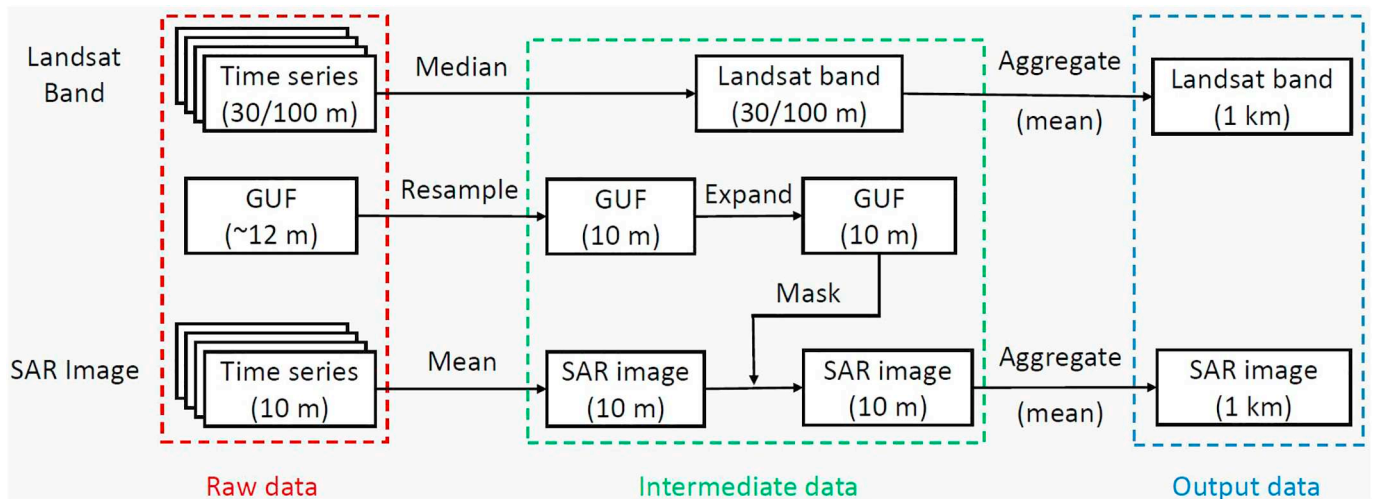 Landsat
Band
Time series
(30/100 m)
Median
Landsat band
(30/100 m)
Aggregate
(mean)
Landsat band
(1 km)
GUF
(~12 m)
Resample
GUF
(10 m)
Expand
GUF
(10 m)
Mask
SAR Image
Time series
(10 m)
Mean
SAR image
(10 m)
SAR image
(10 m)
Aggregate
(mean)
SAR image
(1 km)
Raw data
Intermediate data
Output data